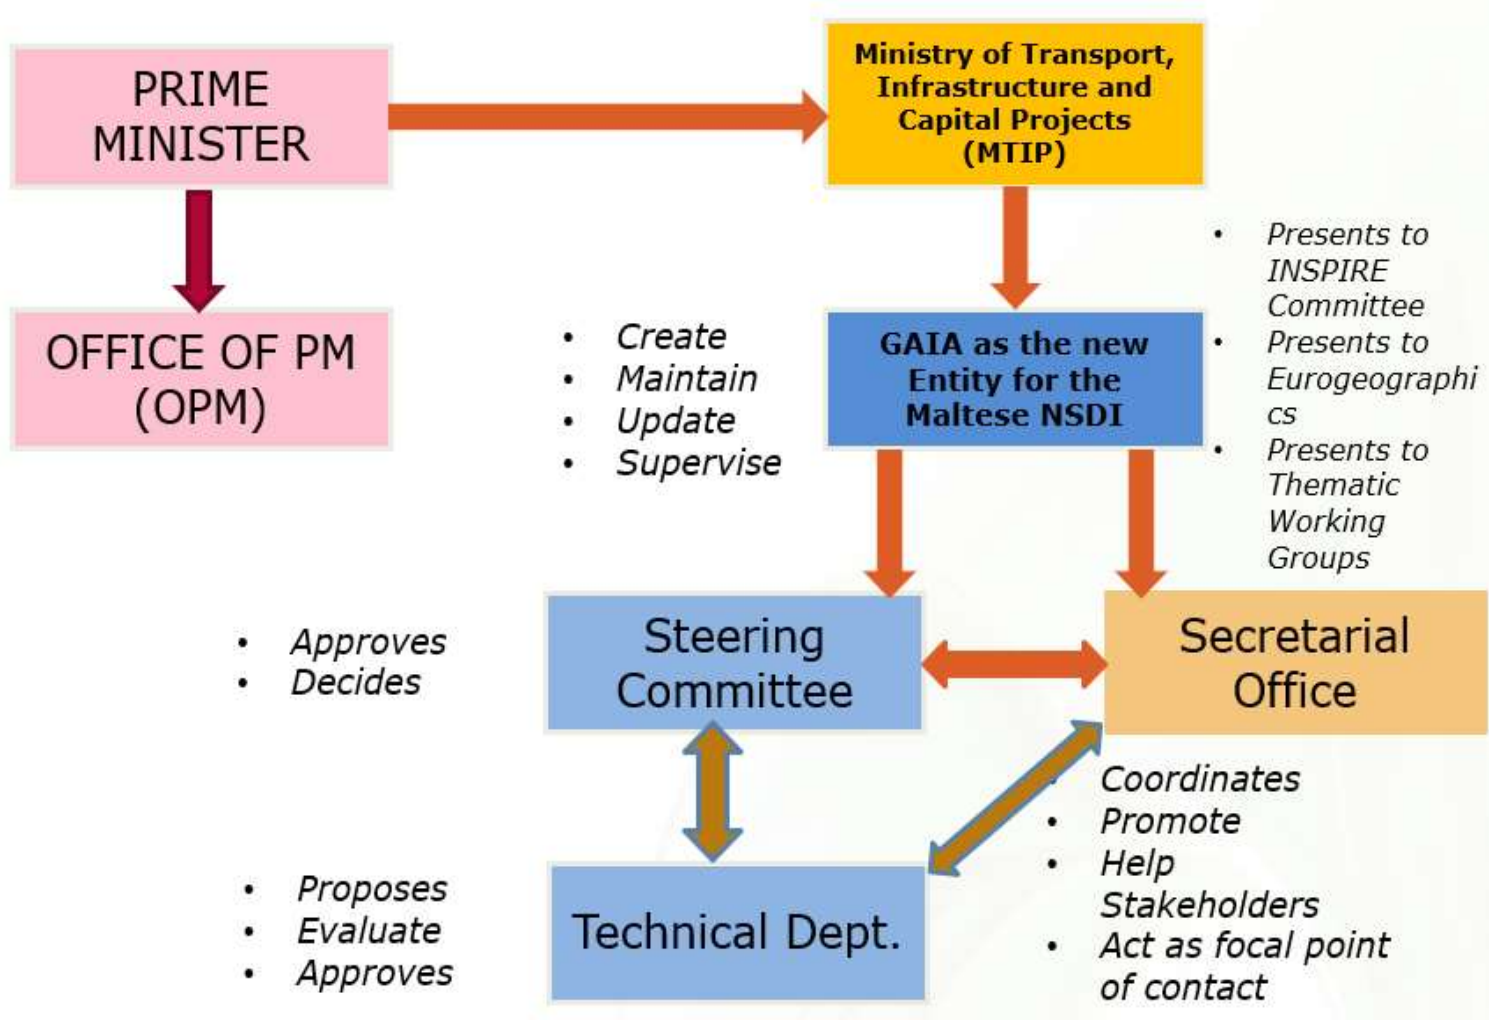 PRIME
MINISTER
Ministry of Transport,
Infrastructure and
Capital Projects
(MTIP)
OFFICE OF PM
(OPM)
• Create
• Maintain
• Update
• Supervise
GAIA as the new
Entity for the
Maltese NSDI
• Presents to
INSPIRE
Committee
• Presents to
Eurogeographi
cs
• Presents to
Thematic
Working
Groups
• Approves
• Decides
Steering
Committee
Secretarial
Office
• Proposes
• Evaluate
• Approves
Technical Dept.
• Coordinates
• Promote
• Help
Stakeholders
• Act as focal point
of contact